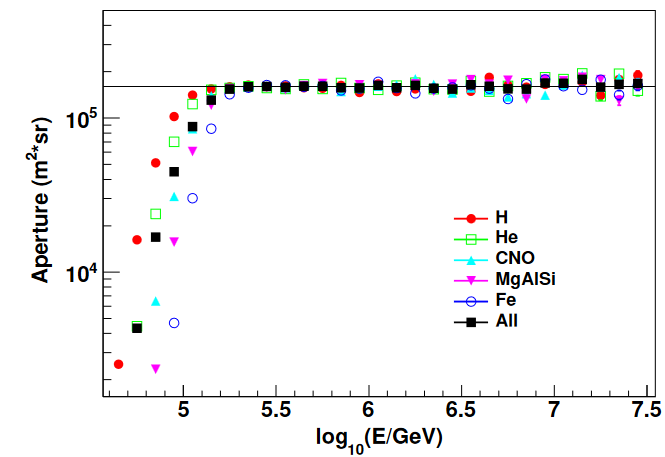 Aperture (m²*sr)
10⁵
10⁴
H
He
CNO
MgAlSi
Fe
All
5 5.5 6 6.5 7 7.5
log₁₀(E/GeV)